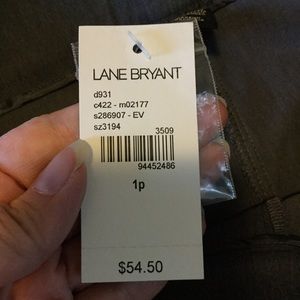 LANE BRYANT
d931
c422 - m02177
s286907 - EV
sz3194
3509
94452486
1p
$54.50